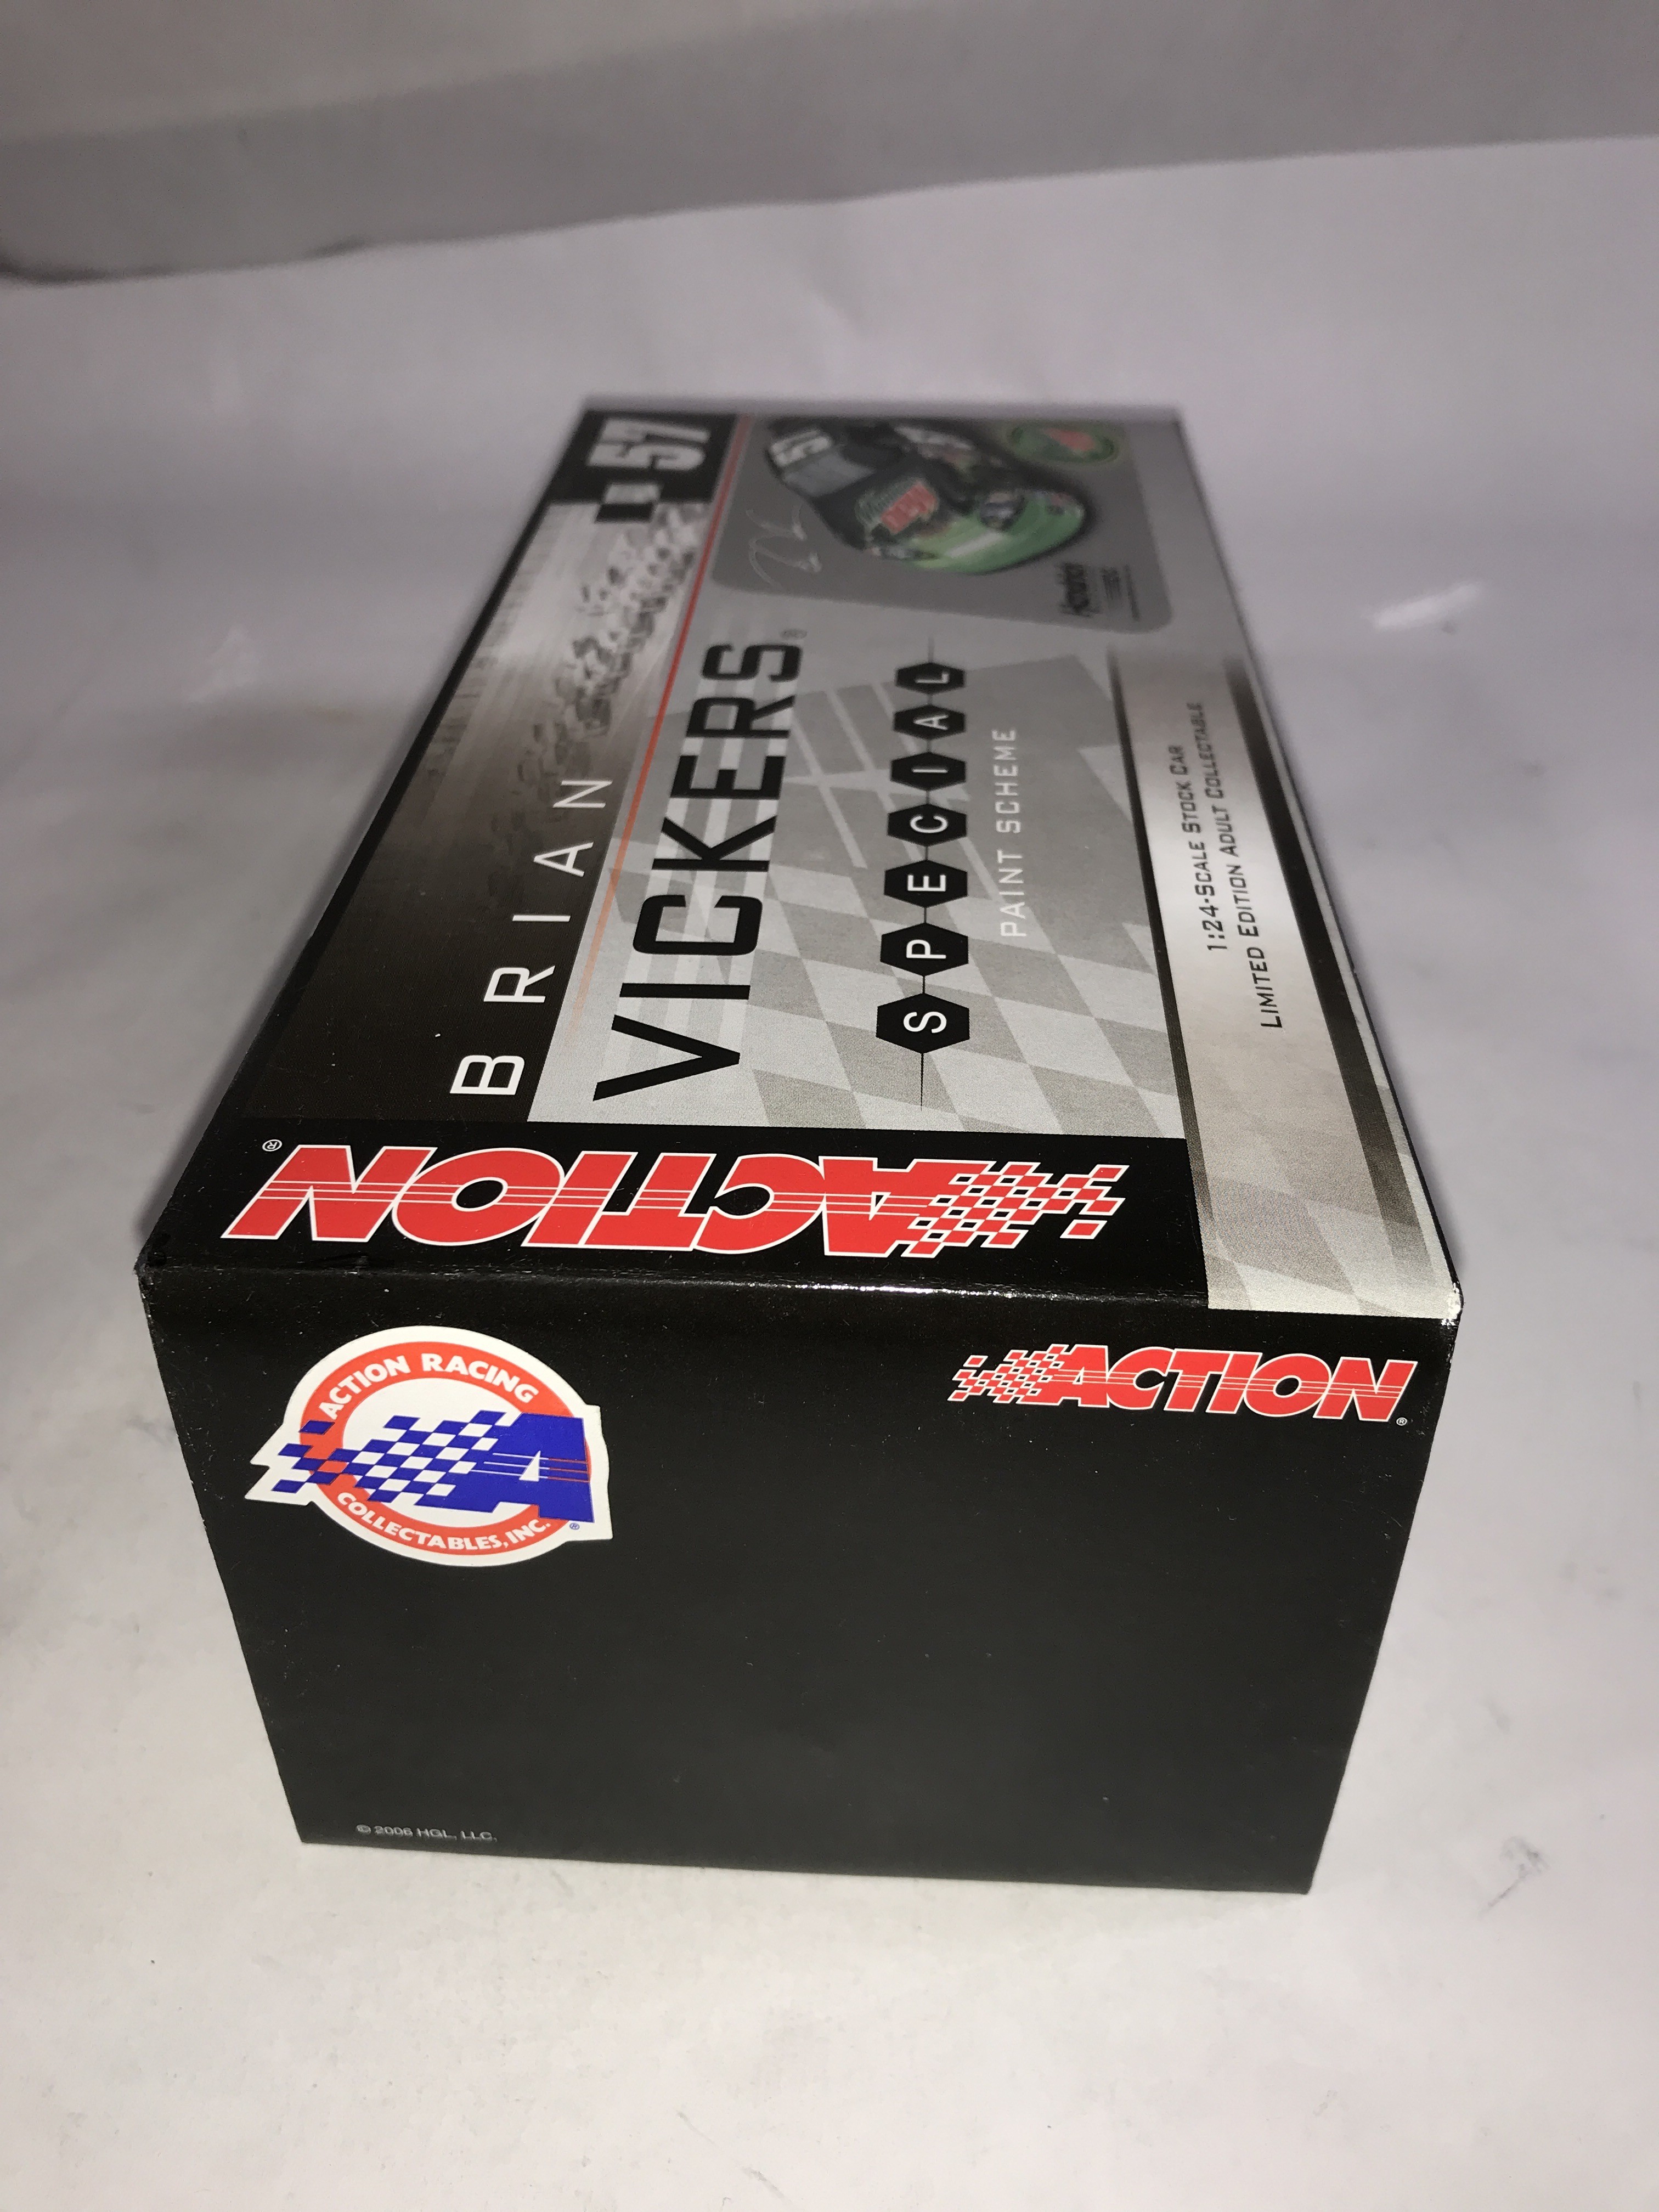 57
BRIAN
VICKERS®
SPECIAL
PAINT SCHEME
Hendrick
1:24-SCALE STOCK CAR
LIMITED EDITION ADULT COLLECTABLE
ACTION®
ACTION®
ACTION RACING
A
COLLECTABLES, INC.®
© 2006 HGL, LLC.